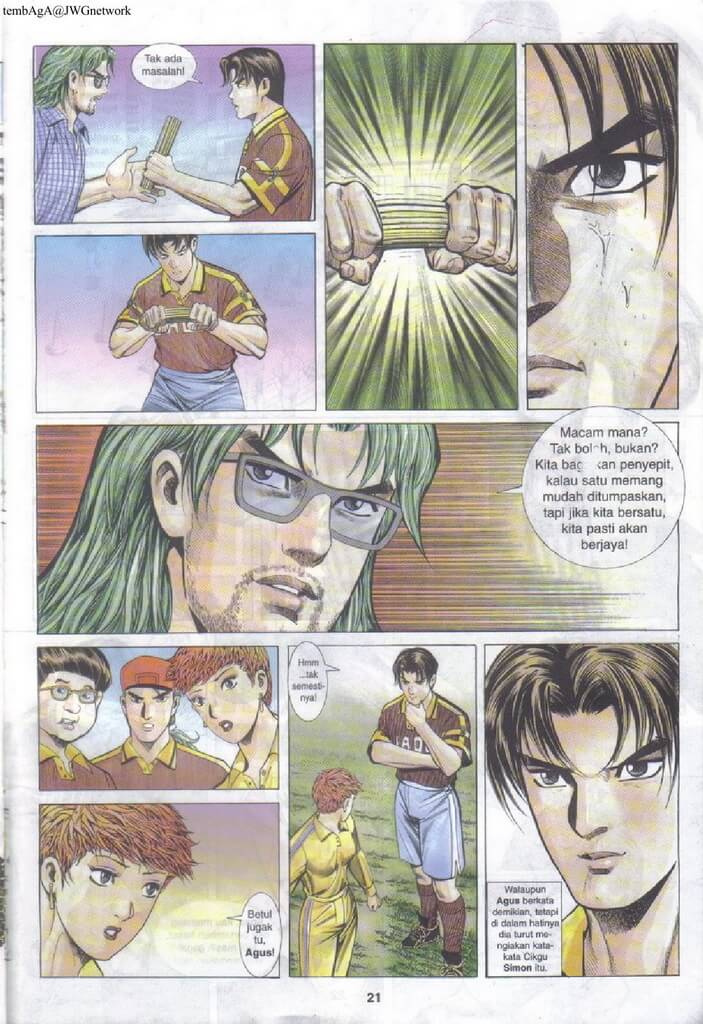 tembAgA@JWGnetwork
Tak ada
masalah!
Macam mana?
Tak boleh, bukan?
Kita bagaikan penyepit,
kalau satu memang
mudah ditumpaskan,
tapi jika kita bersatu,
kita pasti akan
berjaya!
Hmm
...tak
semesti-
nya!
Betul
jugak
tu,
Agus!
Walaupun
Agus berkata
demikian, tetapi
di dalam hatinya
dia turut me-
ngiakan kata-
kata Cikgu
Simon itu.
21